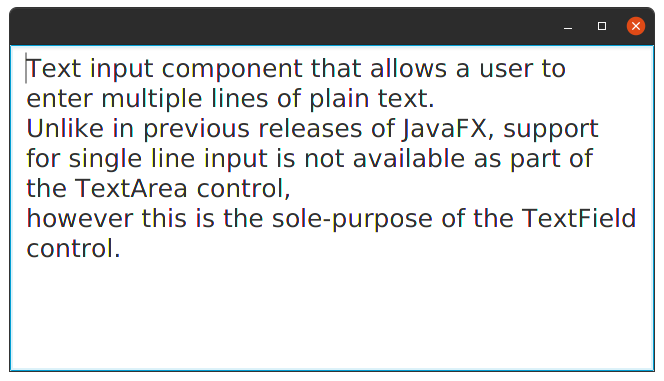 Text input component that allows a user to
enter multiple lines of plain text.
Unlike in previous releases of JavaFX, support
for single line input is not available as part of
the TextArea control,
however this is the sole-purpose of the TextField
control.